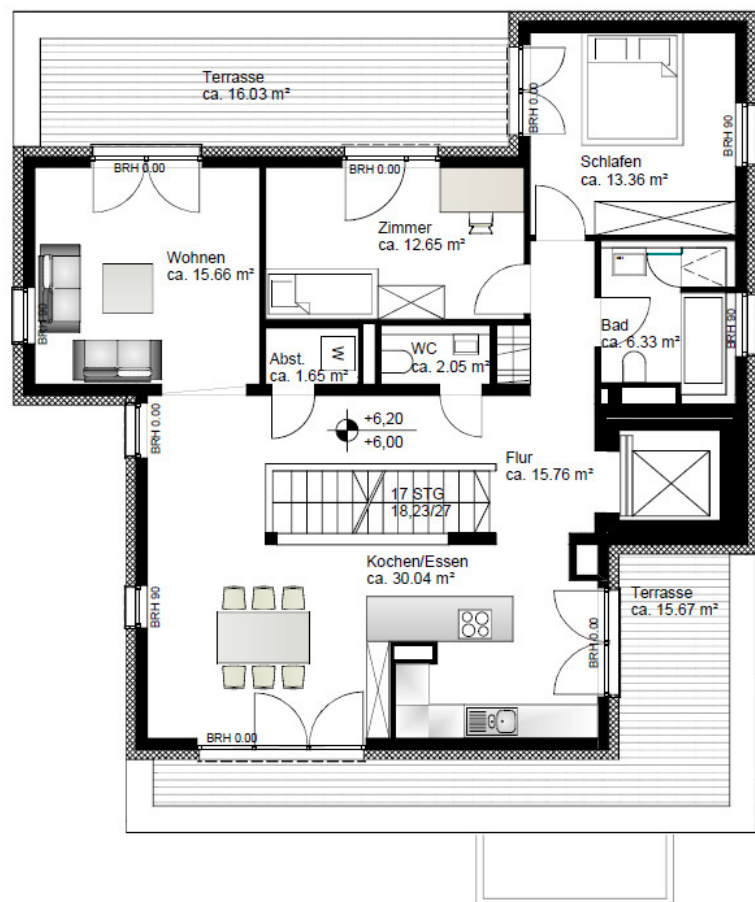 Terrasse
ca. 16.03 m²
BRH 0.00
BRH 90
Schlafen
ca. 13.36 m²
BRH 0.00
BRH 0.00
Zimmer
ca. 12.65 m²
Wohnen
ca. 15.66 m²
BRH 90
Bad
ca. 6.33 m²
BRH 90
Abst.
ca. 1.65 m²
W
WC
ca. 2.05 m²
BRH 0.00
+6,20
+6,00
Flur
ca. 15.76 m²
17 STG
18,23/27
Kochen/Essen
ca. 30.04 m²
BRH 90
Terrasse
ca. 15.67 m²
BRH 0.00
BRH 0.00